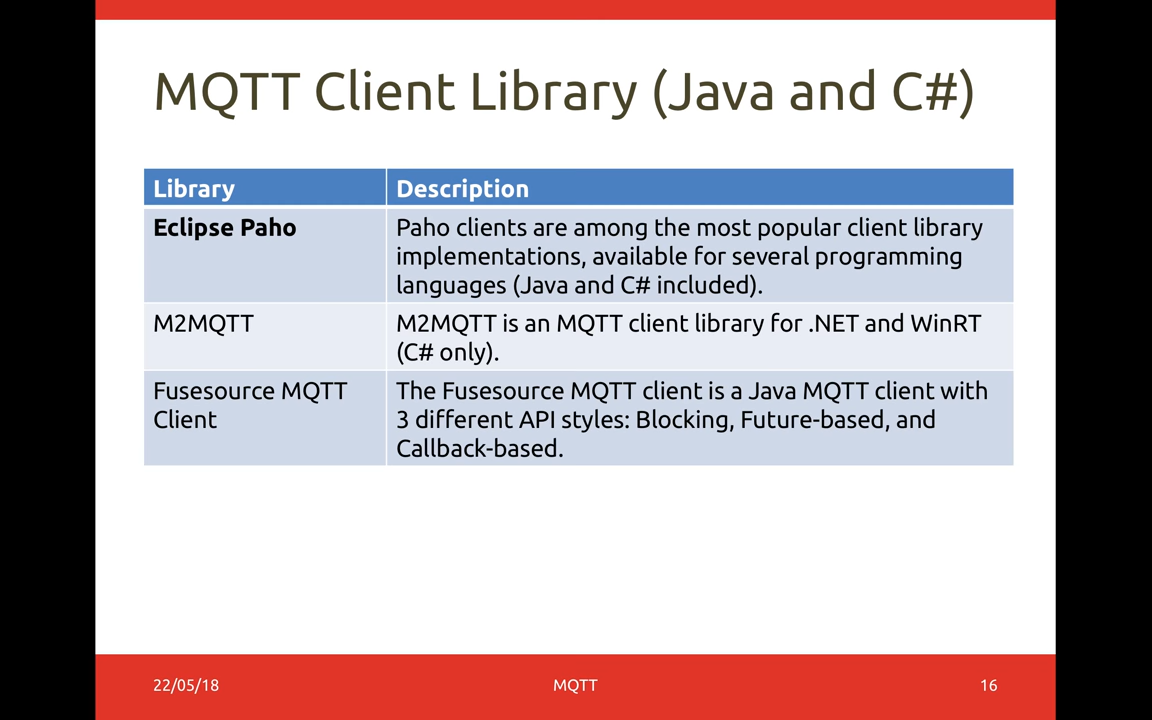 MQTT Client Library (Java and C#)
Library
Description
Eclipse Paho
Paho clients are among the most popular client library
implementations, available for several programming
languages (Java and C# included).
M2MQTT
M2MQTT is an MQTT client library for .NET and WinRT
(C# only).
Fusesource MQTT
Client
The Fusesource MQTT client is a Java MQTT client with
3 different API styles: Blocking, Future-based, and
Callback-based.
22/05/18
MQTT
16